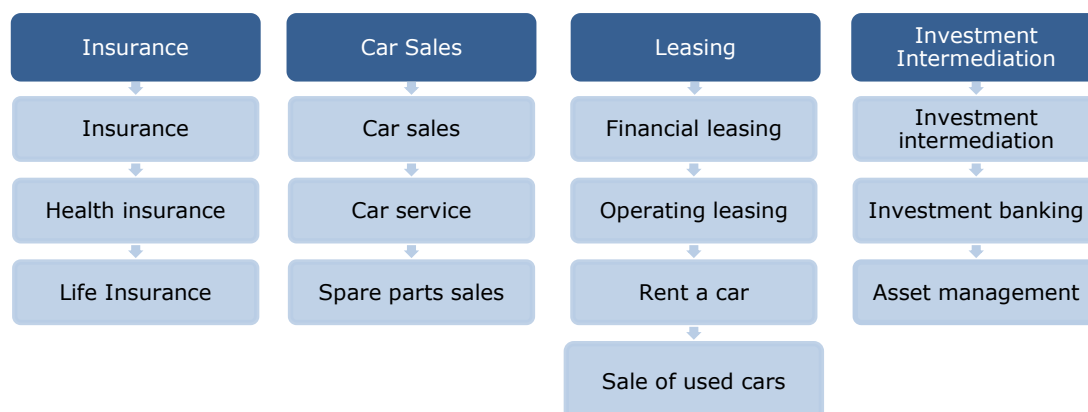 Insurance
Insurance
Health insurance
Life Insurance
Car Sales
Car sales
Car service
Spare parts sales
Leasing
Financial leasing
Operating leasing
Rent a car
Sale of used cars
Investment
Intermediation
Investment
intermediation
Investment banking
Asset management